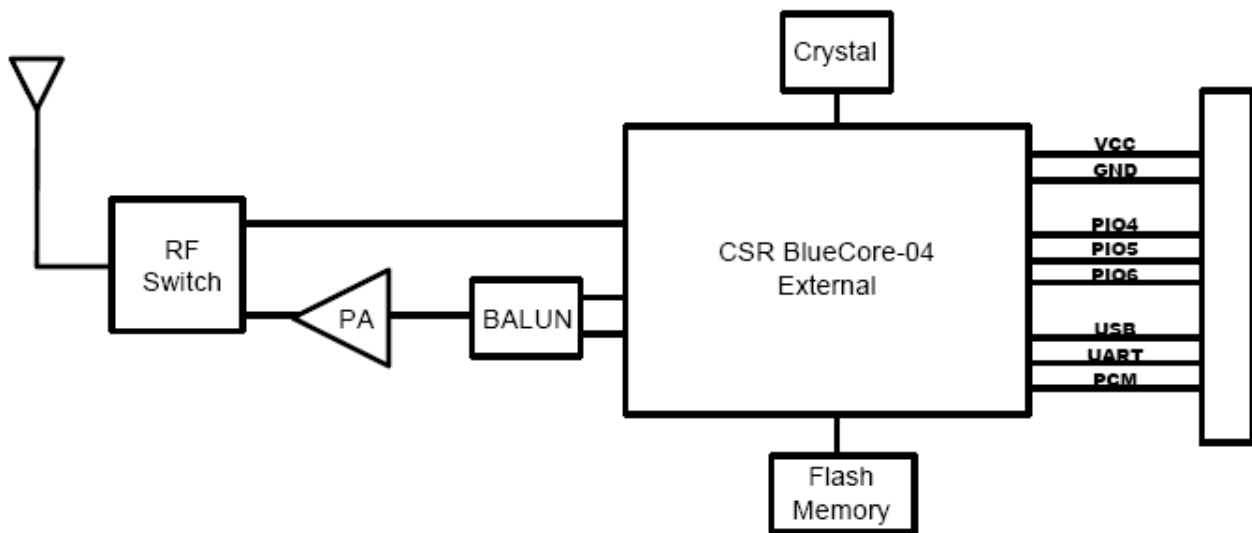 Crystal
RF
Switch
PA
BALUN
CSR BlueCore-04
External
VCC
GND
PIO4
PIO5
PIO6
USB
UART
PCM
Flash
Memory